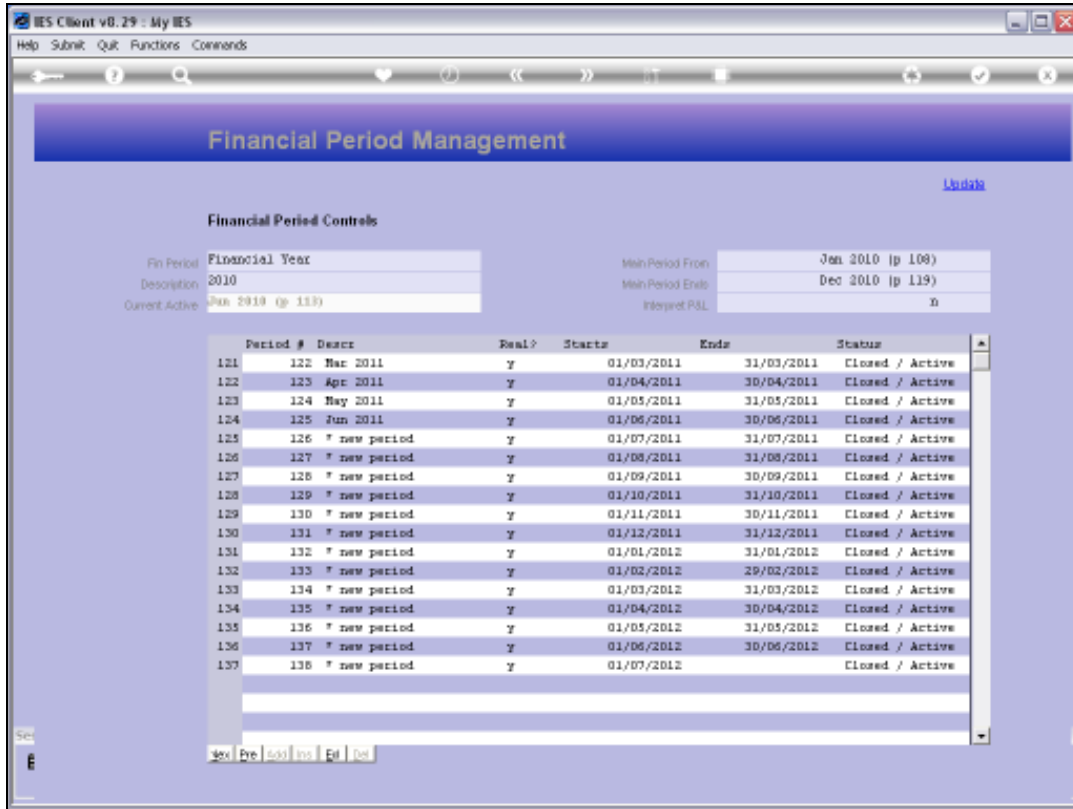 IES Client v8.29 : My IES
Help Submit Quit Functions Commands
Financial Period Management
Update
Financial Period Controls
Fin Period Financial Year Main Period From Jan 2010 (p 108)
Description 2010 Main Period Ends Dec 2010 (p 119)
Current Active Jun 2010 (p 113) Interpret P&L n
Period # Descr Real? Starts Ends Status
121 122 Mar 2011 y 01/03/2011 31/03/2011 Closed / Active
122 123 Apr 2011 y 01/04/2011 30/04/2011 Closed / Active
123 124 May 2011 y 01/05/2011 31/05/2011 Closed / Active
124 125 Jun 2011 y 01/06/2011 30/06/2011 Closed / Active
125 126 * new period y 01/07/2011 31/07/2011 Closed / Active
126 127 * new period y 01/08/2011 31/08/2011 Closed / Active
127 128 * new period y 01/09/2011 30/09/2011 Closed / Active
128 129 * new period y 01/10/2011 31/10/2011 Closed / Active
129 130 * new period y 01/11/2011 30/11/2011 Closed / Active
130 131 * new period y 01/12/2011 31/12/2011 Closed / Active
131 132 * new period y 01/01/2012 31/01/2012 Closed / Active
132 133 * new period y 01/02/2012 29/02/2012 Closed / Active
133 134 * new period y 01/03/2012 31/03/2012 Closed / Active
134 135 * new period y 01/04/2012 30/04/2012 Closed / Active
135 136 * new period y 01/05/2012 31/05/2012 Closed / Active
136 137 * new period y 01/06/2012 30/06/2012 Closed / Active
137 138 * new period y 01/07/2012 Closed / Active
Nex Pre Add Ins Ed Del
Se